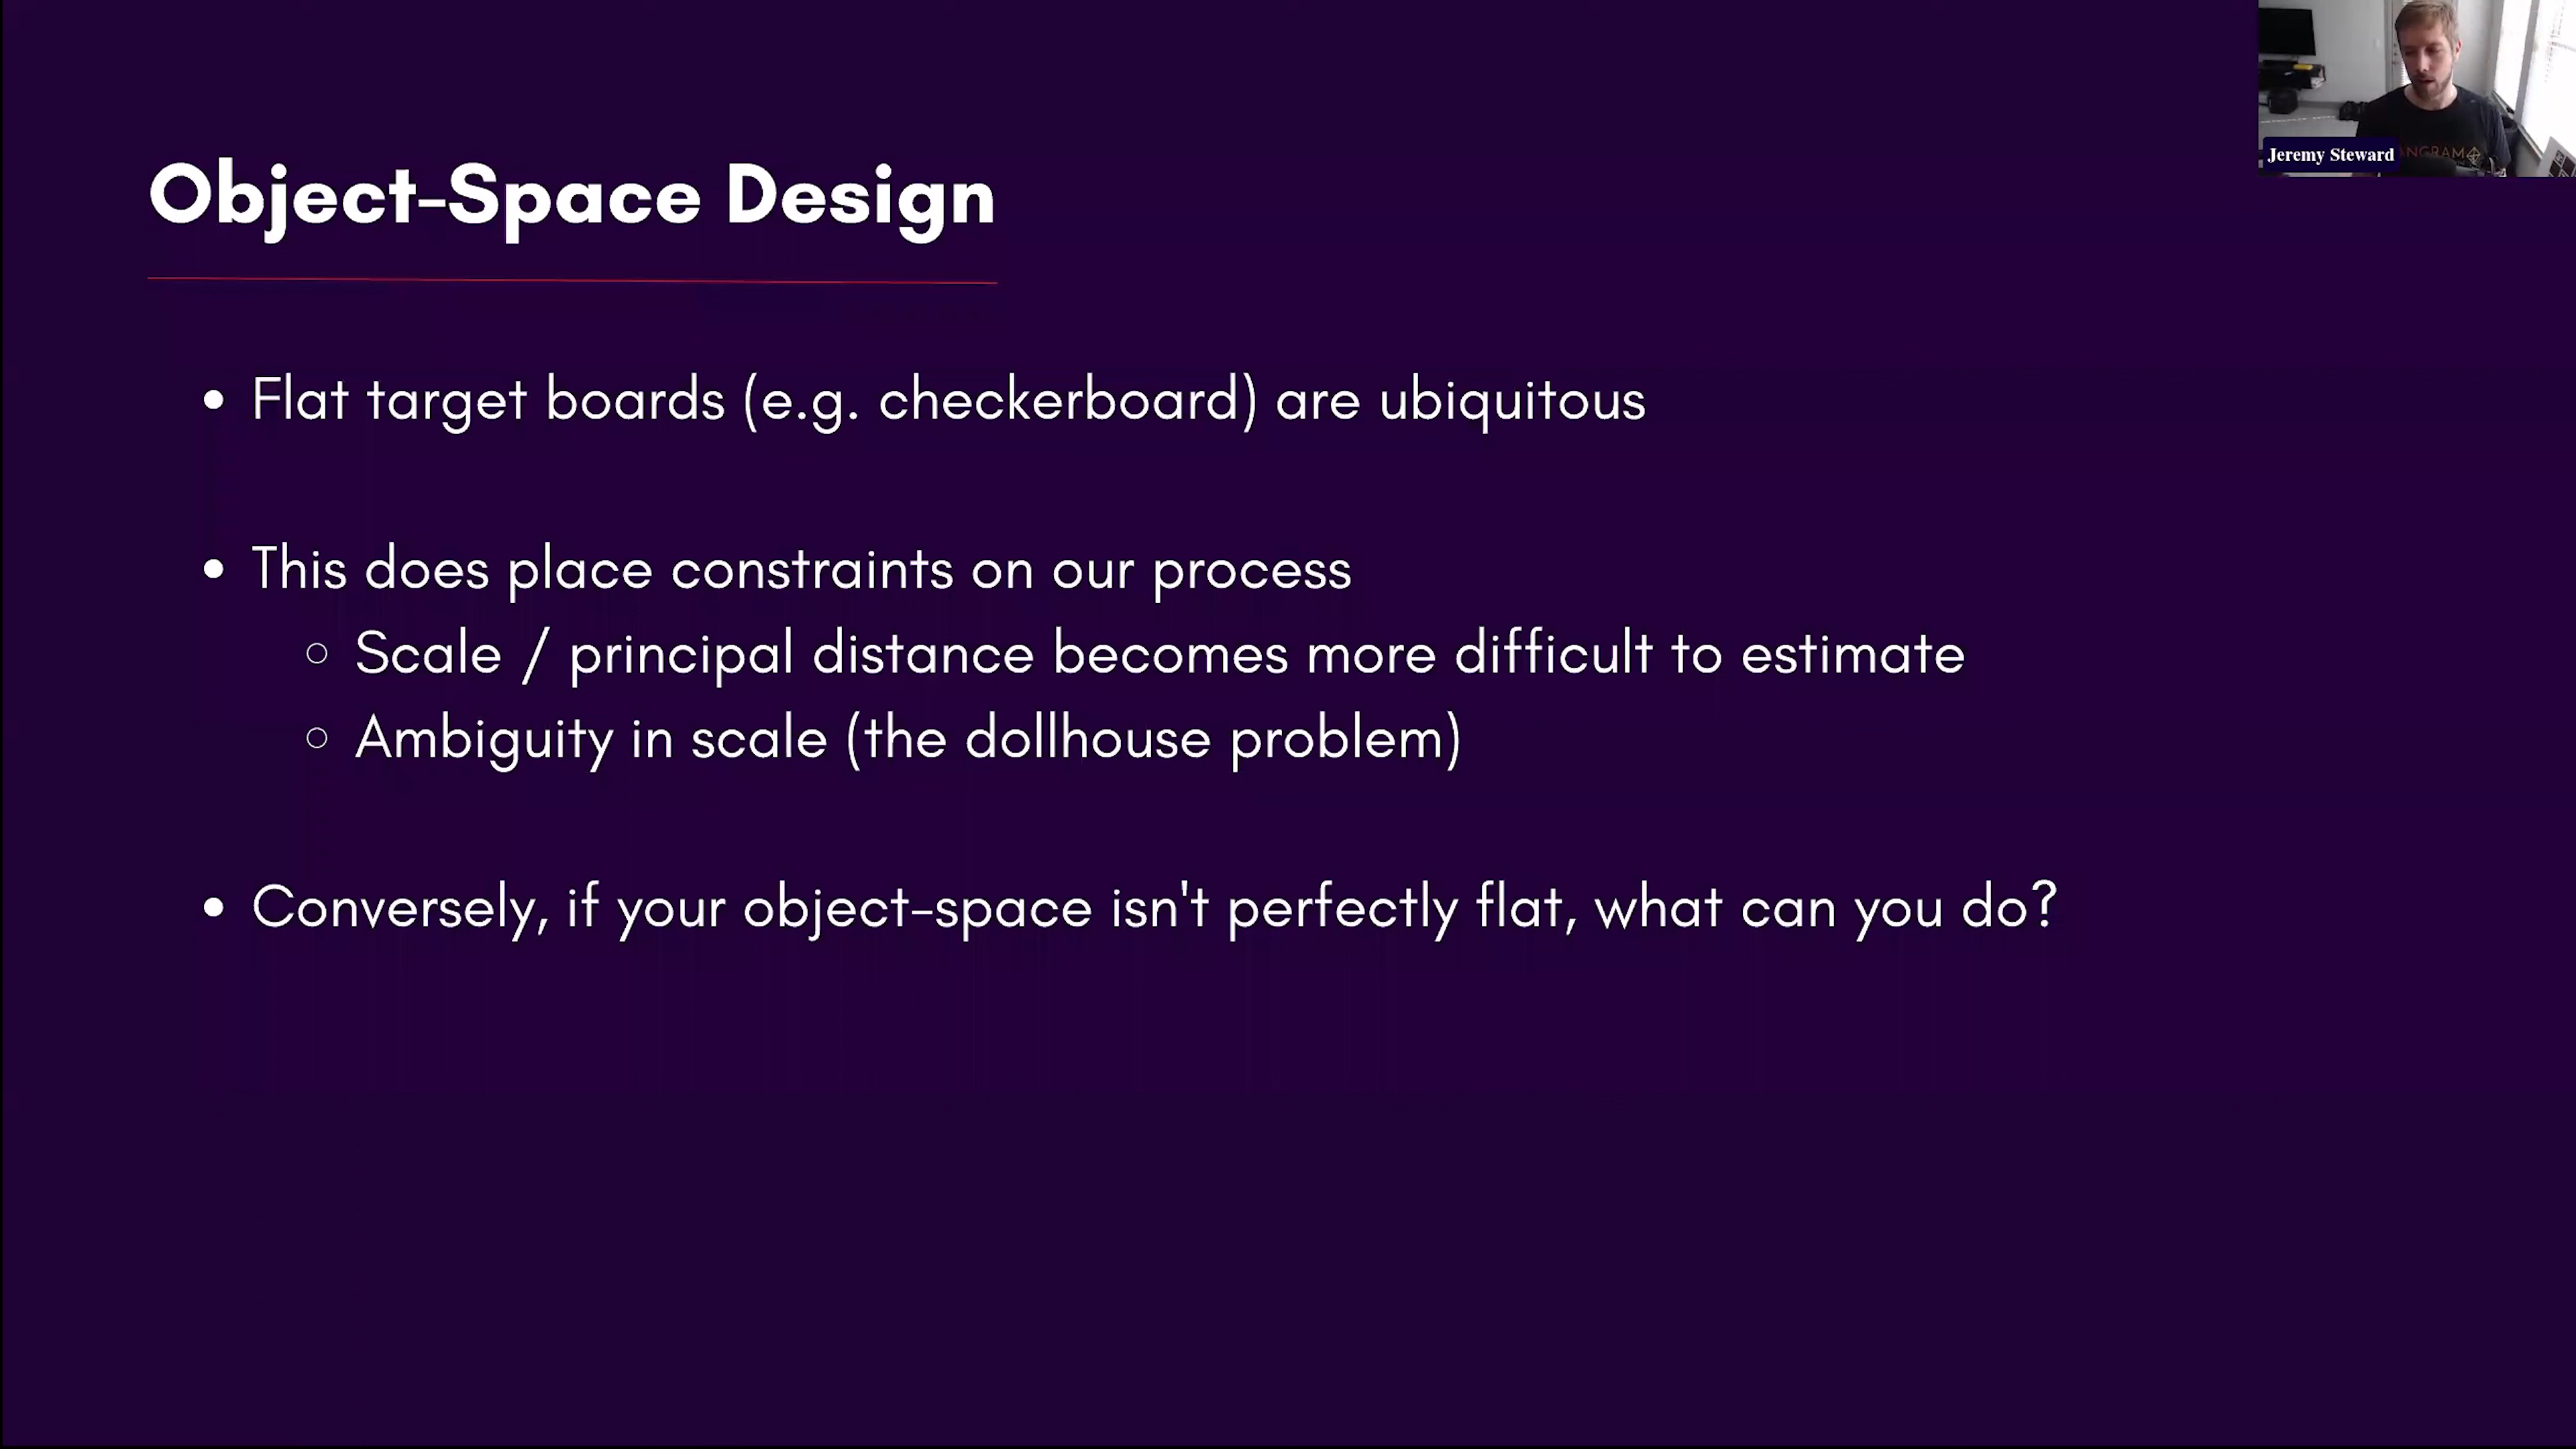 Object-Space Design
• Flat target boards (e.g. checkerboard) are ubiquitous
• This does place constraints on our process
○ Scale / principal distance becomes more difficult to estimate
○ Ambiguity in scale (the dollhouse problem)
• Conversely, if your object-space isn't perfectly flat, what can you do?
Jeremy Steward
ANGRAM